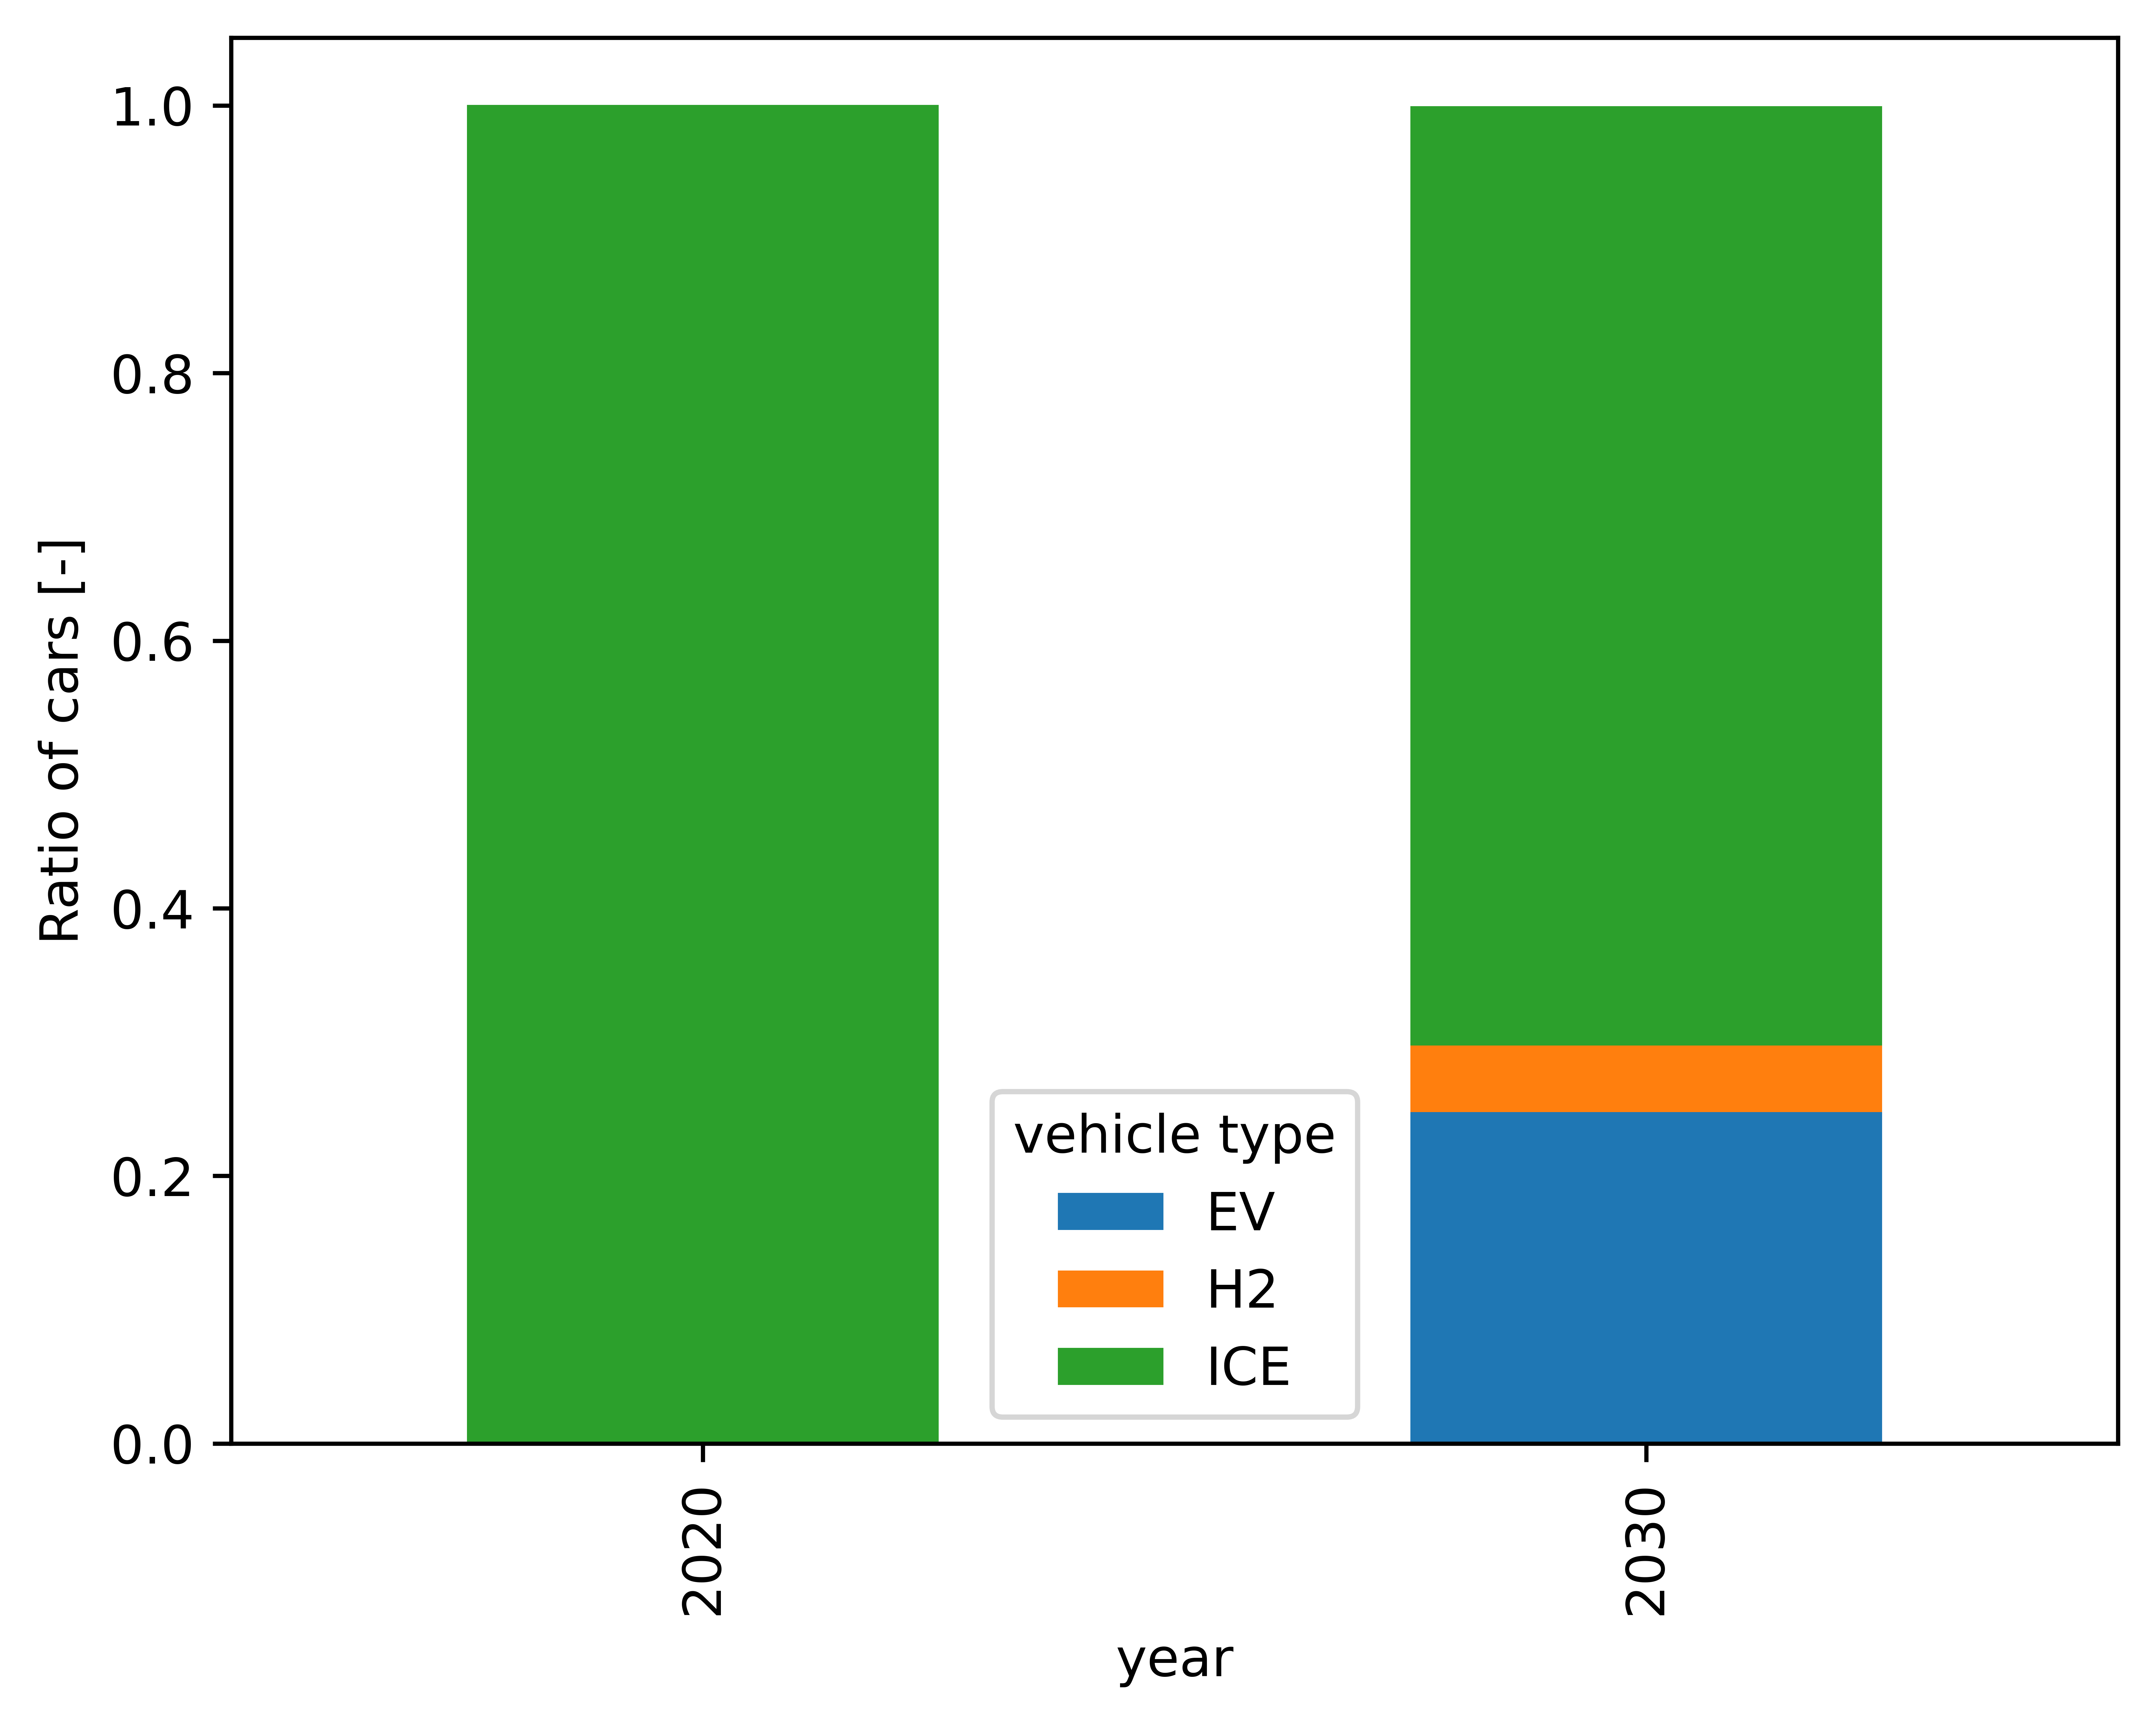 Ratio of cars [-]
1.0
0.8
0.6
0.4
0.2
0.0
vehicle type
EV
H2
ICE
2020
2030
year